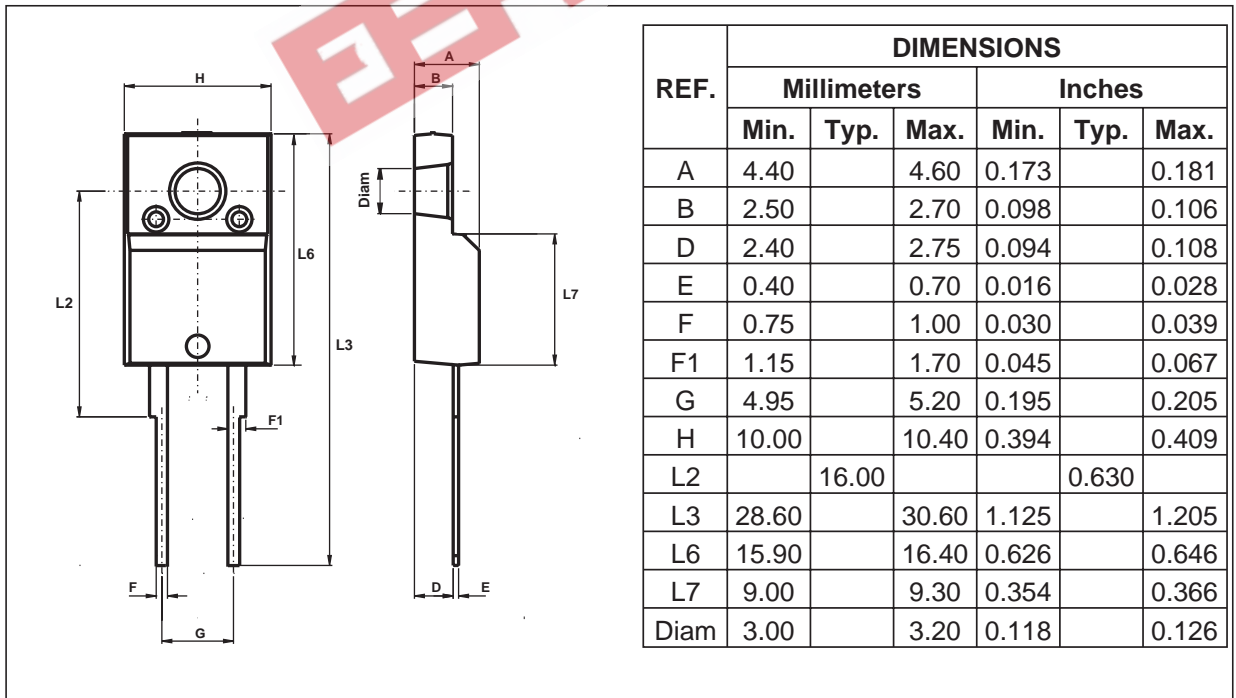 H
A
B
Diam
L6
L2
L3
L7
F1
F
D
E
G
DIMENSIONS
REF. Millimeters Inches
Min. Typ. Max. Min. Typ. Max.
A 4.40 4.60 0.173 0.181
B 2.50 2.70 0.098 0.106
D 2.40 2.75 0.094 0.108
E 0.40 0.70 0.016 0.028
F 0.75 1.00 0.030 0.039
F1 1.15 1.70 0.045 0.067
G 4.95 5.20 0.195 0.205
H 10.00 10.40 0.394 0.409
L2 16.00 0.630
L3 28.60 30.60 1.125 1.205
L6 15.90 16.40 0.626 0.646
L7 9.00 9.30 0.354 0.366
Diam 3.00 3.20 0.118 0.126